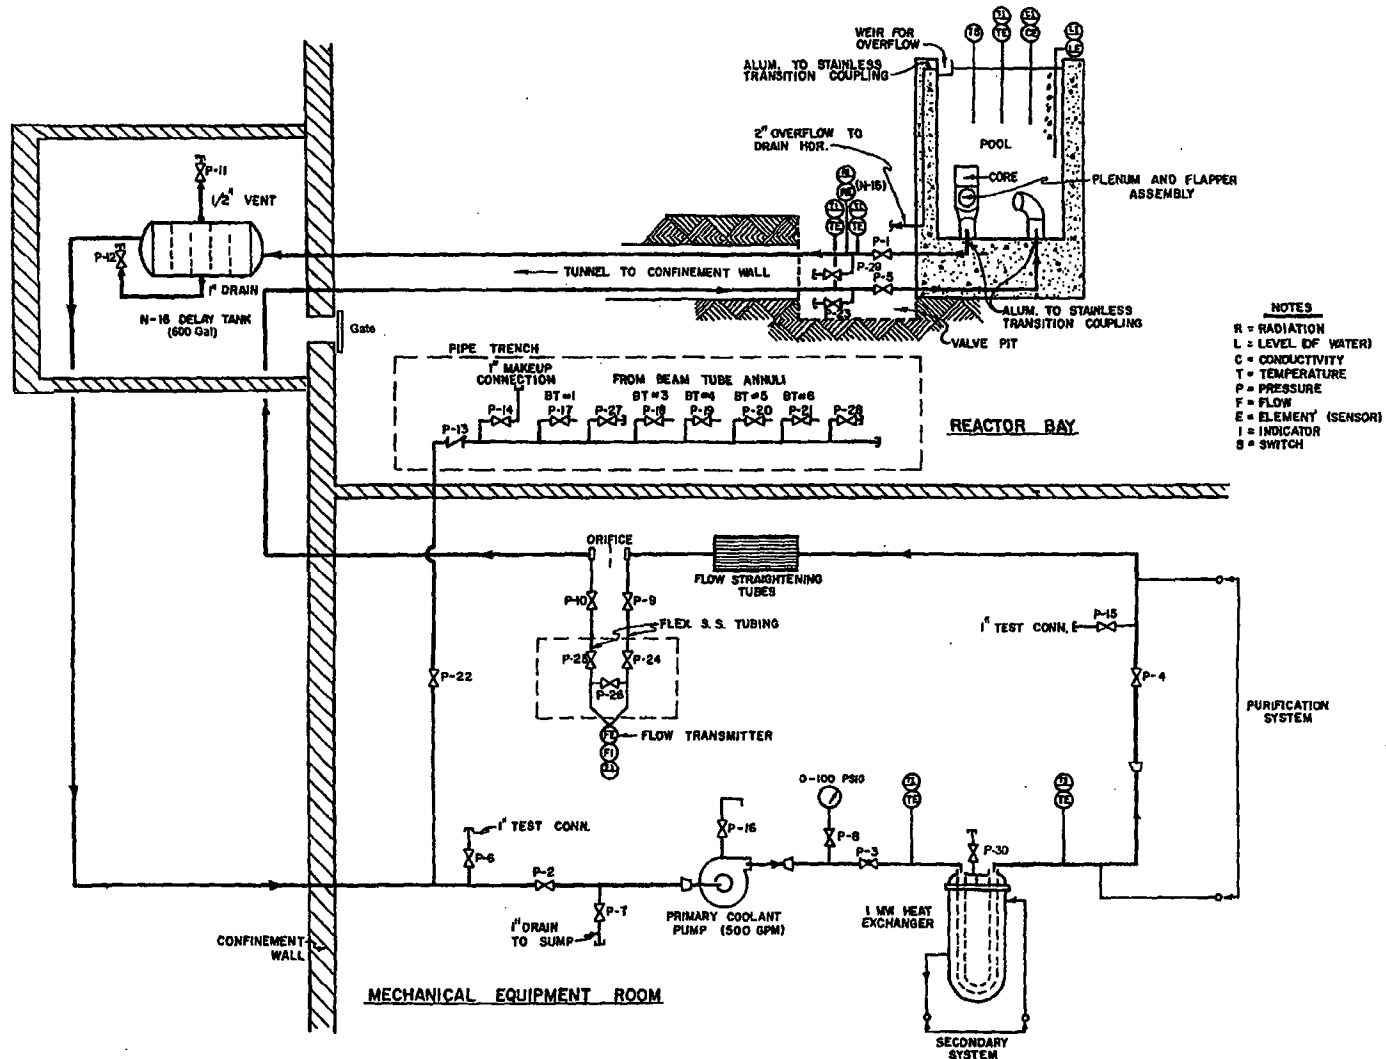 WEIR FOR
OVERFLOW
ALUM. TO STAINLESS
TRANSITION COUPLING
2" OVERFLOW TO
DRAIN HDR.
(N-16)
POOL
CORE
PLENUM AND FLAPPER
ASSEMBLY
TE
TE
TE
P-1
P-29
P-5
P-23
TUNNEL TO CONFINEMENT WALL
ALUM. TO STAINLESS
TRANSITION COUPLING
VALVE PIT
P-11
1/2" VENT
P-12
1" DRAIN
N-16 DELAY TANK
(600 Gal)
Gate
NOTES
R = RADIATION
L = LEVEL (OF WATER)
C = CONDUCTIVITY
T = TEMPERATURE
P = PRESSURE
F = FLOW
E = ELEMENT (SENSOR)
I = INDICATOR
S = SWITCH
PIPE TRENCH
1" MAKEUP
CONNECTION
FROM BEAM TUBE ANNULI
BT#1 BT#3 BT#4 BT#5 BT#6
P-14 P-17 P-27 P-18 P-19 P-20 P-21 P-28
P-13
REACTOR BAY
ORIFICE
FLOW STRAIGHTENING
TUBES
P-10 P-9
FLEX. S. S. TUBING
P-25 P-24
P-26
FLOW TRANSMITTER
FI
P-22
P-15
1" TEST CONN.
P-4
PURIFICATION
SYSTEM
0-100 PSIG
1" TEST CONN.
P-6
P-2
P-7
1" DRAIN
TO SUMP
P-16
PRIMARY COOLANT
PUMP (500 GPM)
P-8
P-3
TE
TE
P-30
1 MW HEAT
EXCHANGER
CONFINEMENT
WALL
MECHANICAL EQUIPMENT ROOM
SECONDARY
SYSTEM